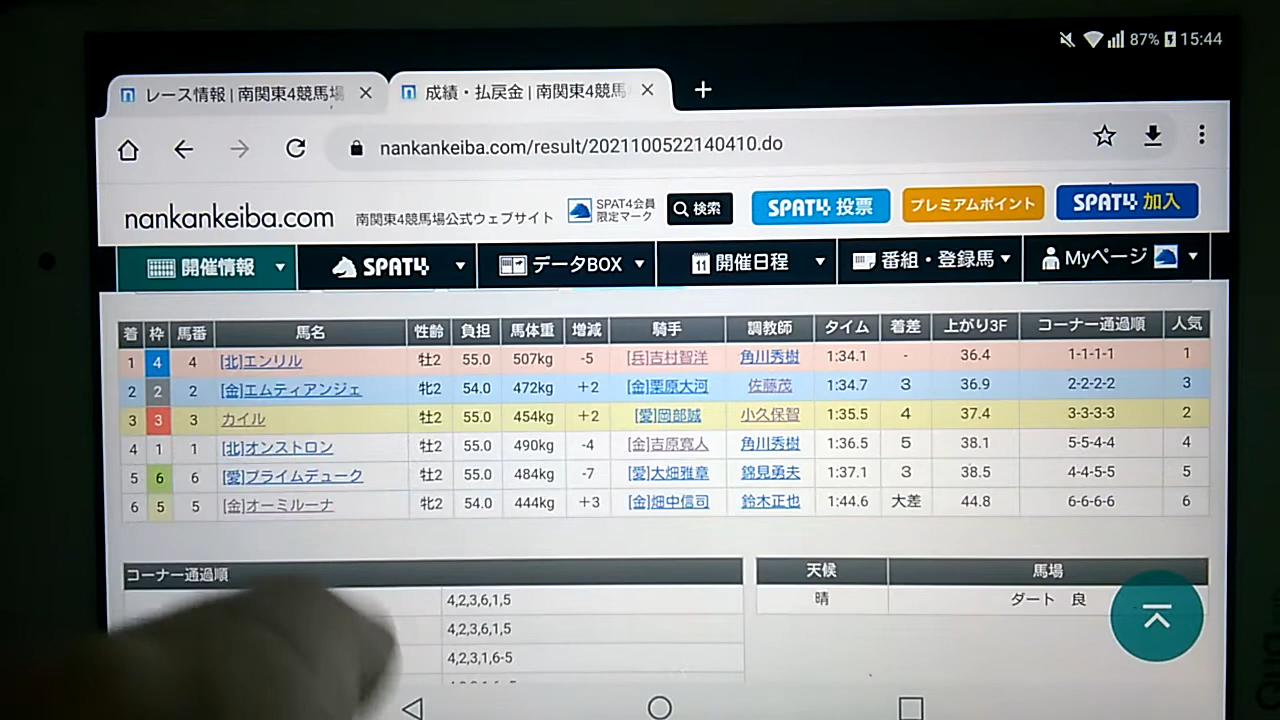 87% 15:44
レース情報 | 南関東4競馬場 × 成績・払戻金 | 南関東4競馬 × +
nankankeiba.com/result/2021100522140410.do
nankankeiba.com 南関東4競馬場公式ウェブサイト SPAT4会員限定マーク 検索 SPAT4 投票 プレミアムポイント SPAT4 加入
開催情報 ▼ SPAT4 ▼ データBOX ▼ 11 開催日程 ▼ 番組・登録馬 ▼ Myページ ▼
着 枠 馬番 馬名 性齢 負担 馬体重 増減 騎手 調教師 タイム 着差 上がり3F コーナー通過順 人気
1 4 4 [北]エンリル 牡2 55.0 507kg -5 [兵]吉村智洋 角川秀樹 1:34.1 - 36.4 1-1-1-1 1
2 2 2 [金]エムティアンジェ 牝2 54.0 472kg +2 [金]栗原大河 佐藤茂 1:34.7 3 36.9 2-2-2-2 3
3 3 3 カイル 牡2 55.0 454kg +2 [愛]岡部誠 小久保智 1:35.5 4 37.4 3-3-3-3 2
4 1 1 [北]オンストロン 牡2 55.0 490kg -4 [金]吉原寛人 角川秀樹 1:36.5 5 38.1 5-5-4-4 4
5 6 6 [愛]プライムデューク 牡2 55.0 484kg -7 [愛]大畑雅章 錦見勇夫 1:37.1 3 38.5 4-4-5-5 5
6 5 5 [金]オーミルーナ 牝2 54.0 444kg +3 [金]畑中信司 鈴木正也 1:44.6 大差 44.8 6-6-6-6 6
コーナー通過順 天候 馬場
4,2,3,6,1,5 晴 ダート 良
4,2,3,6,1,5
4,2,3,1,6-5
Qua